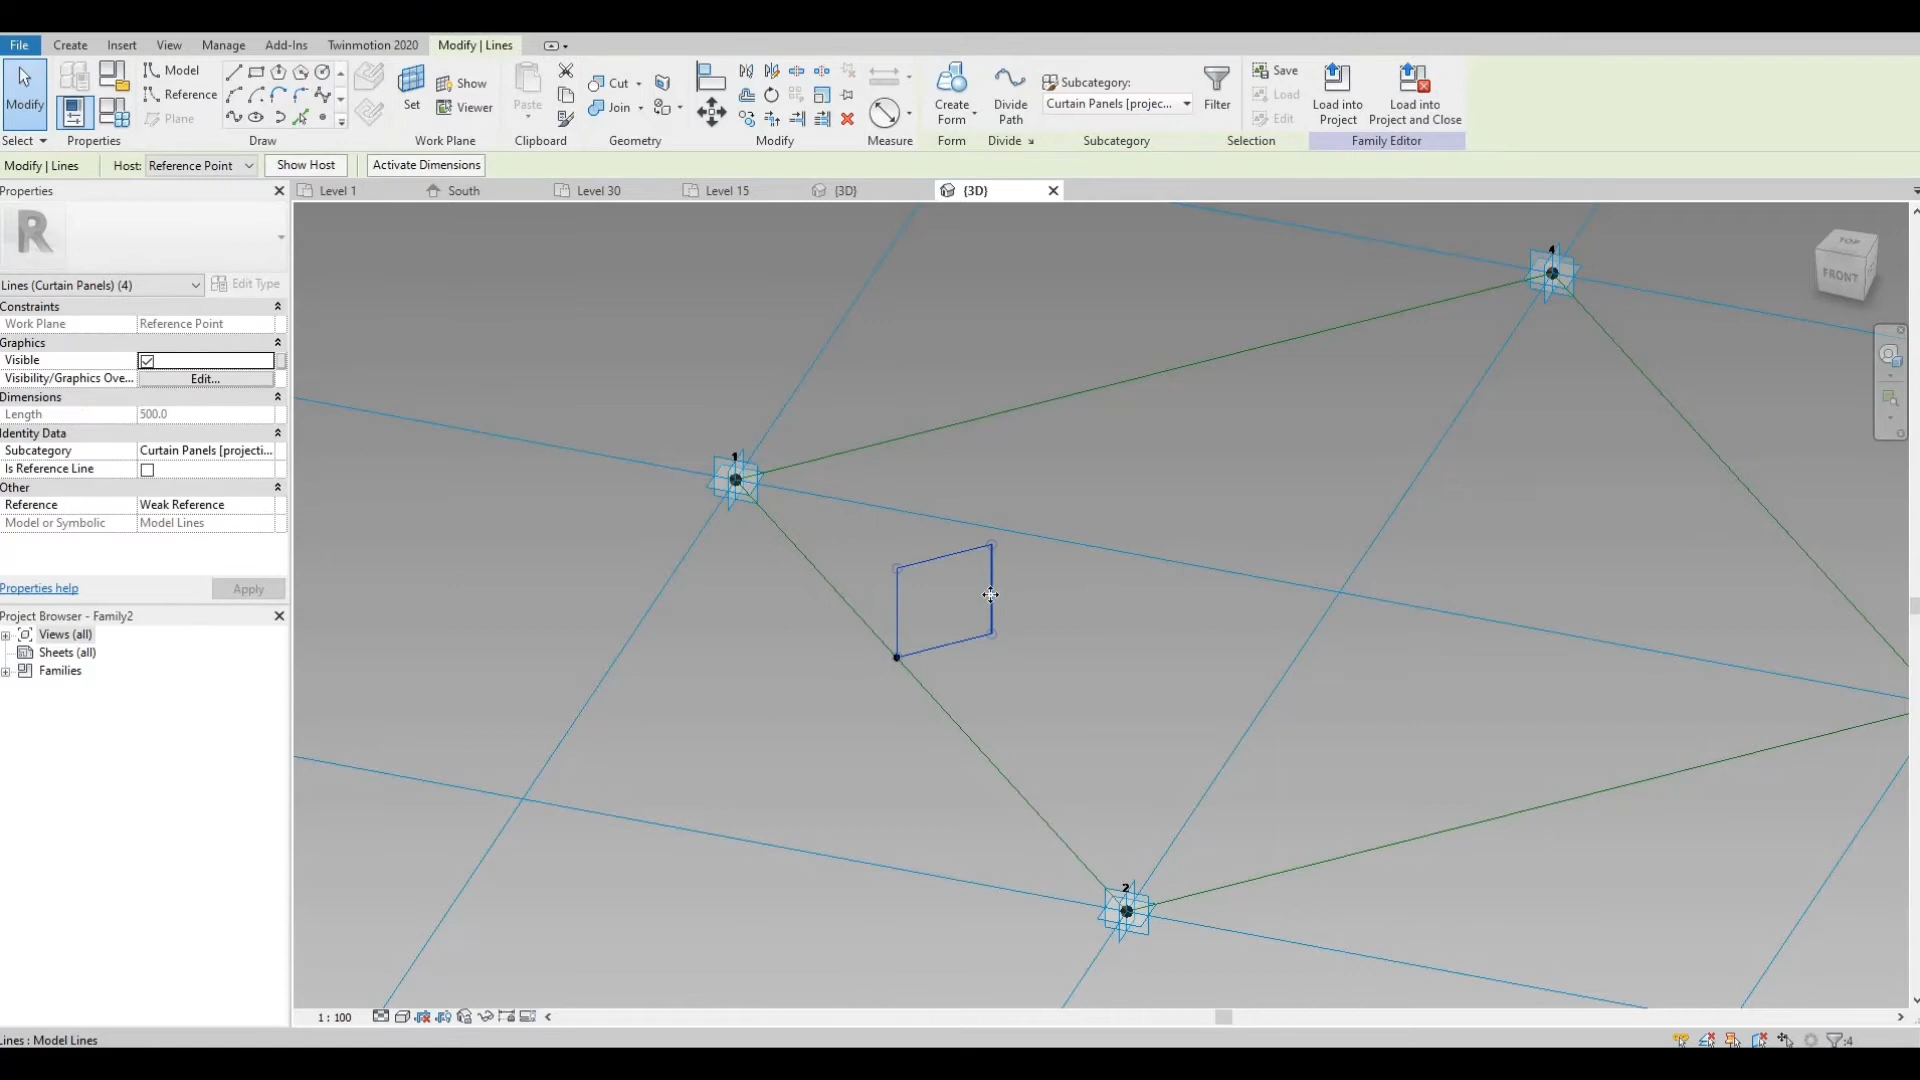 File Create Insert View Manage Add-Ins Twinmotion 2020 Modify | Lines
Modify
Select
Properties
Model
Reference
Plane
Draw
Set
Show
Viewer
Work Plane
Paste
Clipboard
Cut
Join
Geometry
Modify
Measure
Create Form
Form
Divide Path
Divide
Subcategory:
Curtain Panels [projec...
Subcategory
Filter
Save
Load
Edit
Selection
Load into Project
Load into Project and Close
Family Editor
Modify | Lines Host: Reference Point Show Host Activate Dimensions
Properties
Level 1 South Level 30 Level 15 {3D} {3D}
R
Lines (Curtain Panels) (4) Edit Type
Constraints
Work Plane Reference Point
Graphics
Visible
Visibility/Graphics Ove... Edit...
Dimensions
Length 500.0
Identity Data
Subcategory Curtain Panels [projecti...
Is Reference Line
Other
Reference Weak Reference
Model or Symbolic Model Lines
Properties help Apply
Project Browser - Family2
Views (all)
Sheets (all)
Families
4
1
2
TOP
FRONT
1 : 100
Lines : Model Lines
:4